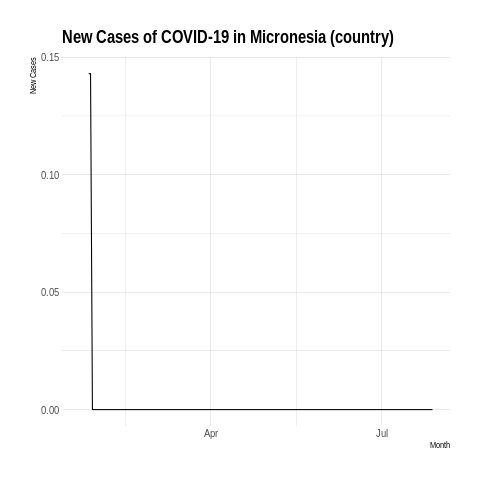 New Cases of COVID-19 in Micronesia (country)
New Cases
0.15
0.10
0.05
0.00
Apr
Jul
Month